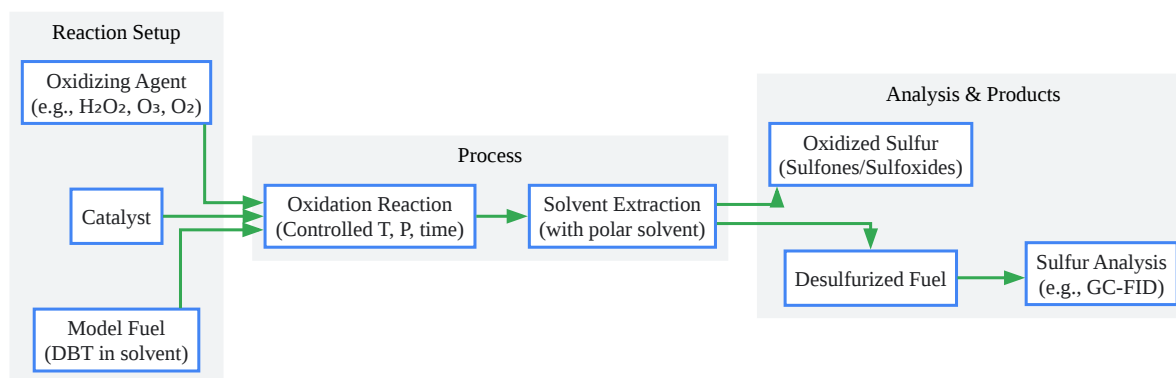 Reaction Setup
Oxidizing Agent
(e.g., H₂O₂, O₃, O₂)
Catalyst
Model Fuel
(DBT in solvent)
Process
Oxidation Reaction
(Controlled T, P, time)
Solvent Extraction
(with polar solvent)
Analysis & Products
Oxidized Sulfur
(Sulfones/Sulfoxides)
Desulfurized Fuel
Sulfur Analysis
(e.g., GC-FID)